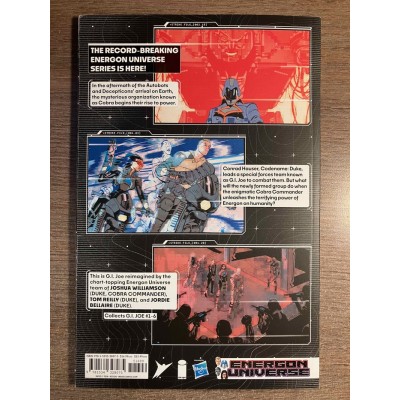 THE RECORD-BREAKING
ENERGON UNIVERSE
SERIES IS HERE!
In the aftermath of the Autobots
and Decepticons' arrival on Earth,
the mysterious organization known
as Cobra begins their rise to power.
Conrad Hauser, Codename: Duke,
leads a special forces team known
as G.I. Joe to combat them. But what
will the newly formed group do when
the enigmatic Cobra Commander
unleashes the terrifying power of
Energon on humanity?
This is G.I. Joe reimagined by the
chart-topping Energon Universe
team of JOSHUA WILLIAMSON
(DUKE, COBRA COMMANDER),
TOM REILLY (DUKE), and JORDIE
BELLAIRE (DUKE).
Collects G.I. JOE #1-6
Hasbro
ENERGON
UNIVERSE